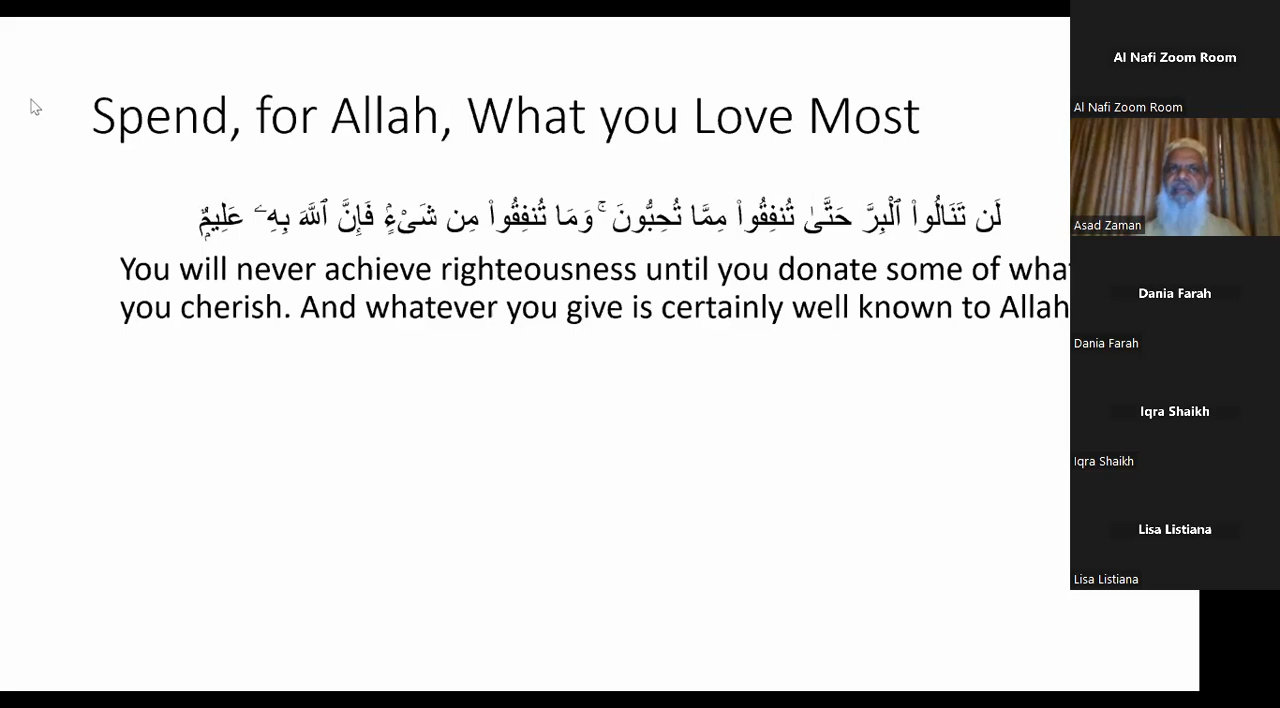 Spend, for Allah, What you Love Most
لَن تَنَالُوا۟ ٱلْبِرَّ حَتَّىٰ تُنفِقُوا۟ مِمَّا تُحِبُّونَ ۚ وَمَا تُنفِقُوا۟ مِن شَىْءٍۢ فَإِنَّ ٱللَّهَ بِهِۦ عَلِيمٌۭ
You will never achieve righteousness until you donate some of what
you cherish. And whatever you give is certainly well known to Allah
Al Nafi Zoom Room
Al Nafi Zoom Room
Asad Zaman
Dania Farah
Dania Farah
Iqra Shaikh
Iqra Shaikh
Lisa Listiana
Lisa Listiana